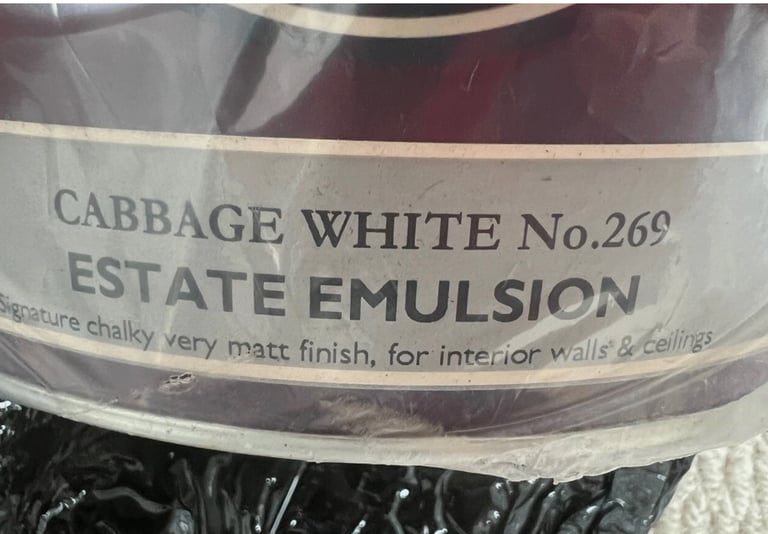 CABBAGE WHITE No.269
ESTATE EMULSION
Signature chalky very matt finish, for interior walls & ceilings